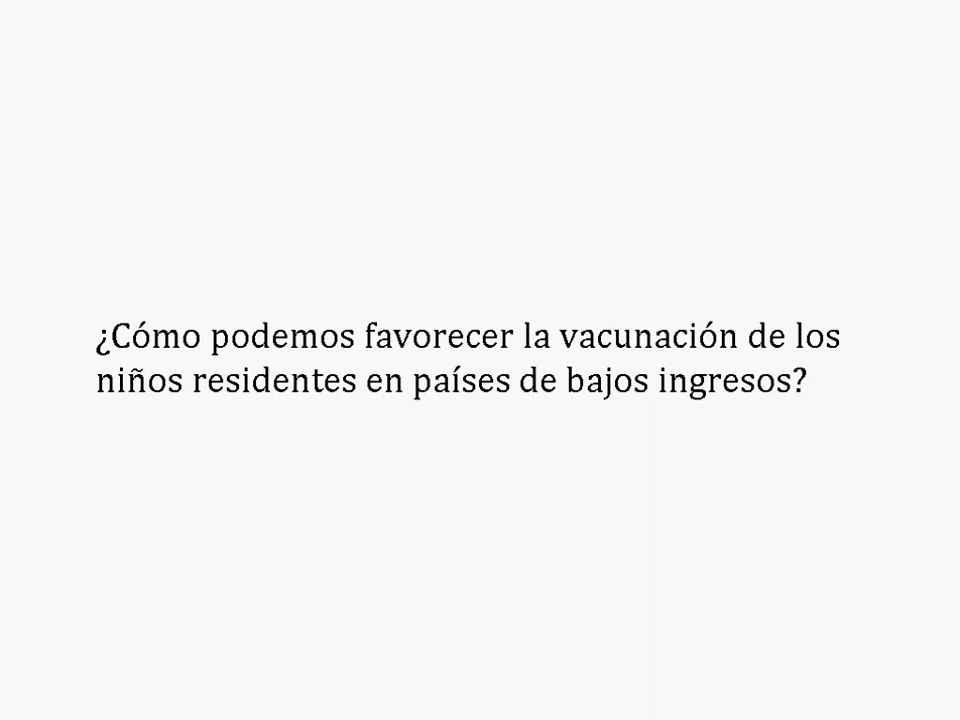 ¿Cómo podemos favorecer la vacunación de los
niños residentes en países de bajos ingresos?